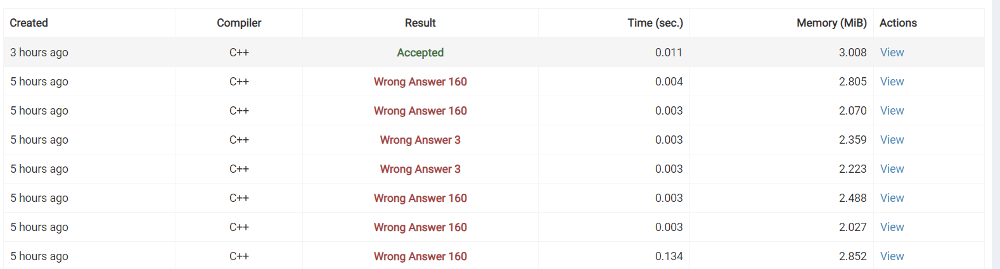 Created Compiler Result Time (sec.) Memory (MiB) Actions
3 hours ago C++ Accepted 0.011 3.008 View
5 hours ago C++ Wrong Answer 160 0.004 2.805 View
5 hours ago C++ Wrong Answer 160 0.003 2.070 View
5 hours ago C++ Wrong Answer 3 0.003 2.359 View
5 hours ago C++ Wrong Answer 3 0.003 2.223 View
5 hours ago C++ Wrong Answer 160 0.003 2.488 View
5 hours ago C++ Wrong Answer 160 0.003 2.027 View
5 hours ago C++ Wrong Answer 160 0.134 2.852 View